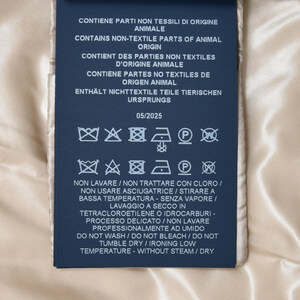 CONTIENE PARTI NON TESSILI DI ORIGINE
ANIMALE
CONTAINS NON-TEXTILE PARTS OF ANIMAL
ORIGIN
CONTIENT DES PARTIES NON TEXTILES
D'ORIGINE ANIMALE
CONTIENE PARTES NO TEXTILES DE
ORIGEN ANIMAL
ENTHÄLT NICHTTEXTILE TEILE TIERISCHEN
URSPRUNGS
05/2025
NON LAVARE / NON TRATTARE CON CLORO /
NON USARE ASCIUGATRICE / STIRARE A
BASSA TEMPERATURA - SENZA VAPORE /
LAVAGGIO A SECCO IN
TETRACLOROETILENE O IDROCARBURI -
PROCESSO DELICATO / NON LAVARE
PROFESSIONALMENTE AD UMIDO
DO NOT WASH / DO NOT BLEACH / DO NOT
TUMBLE DRY / IRONING LOW
TEMPERATURE - WITHOUT STEAM / DRY